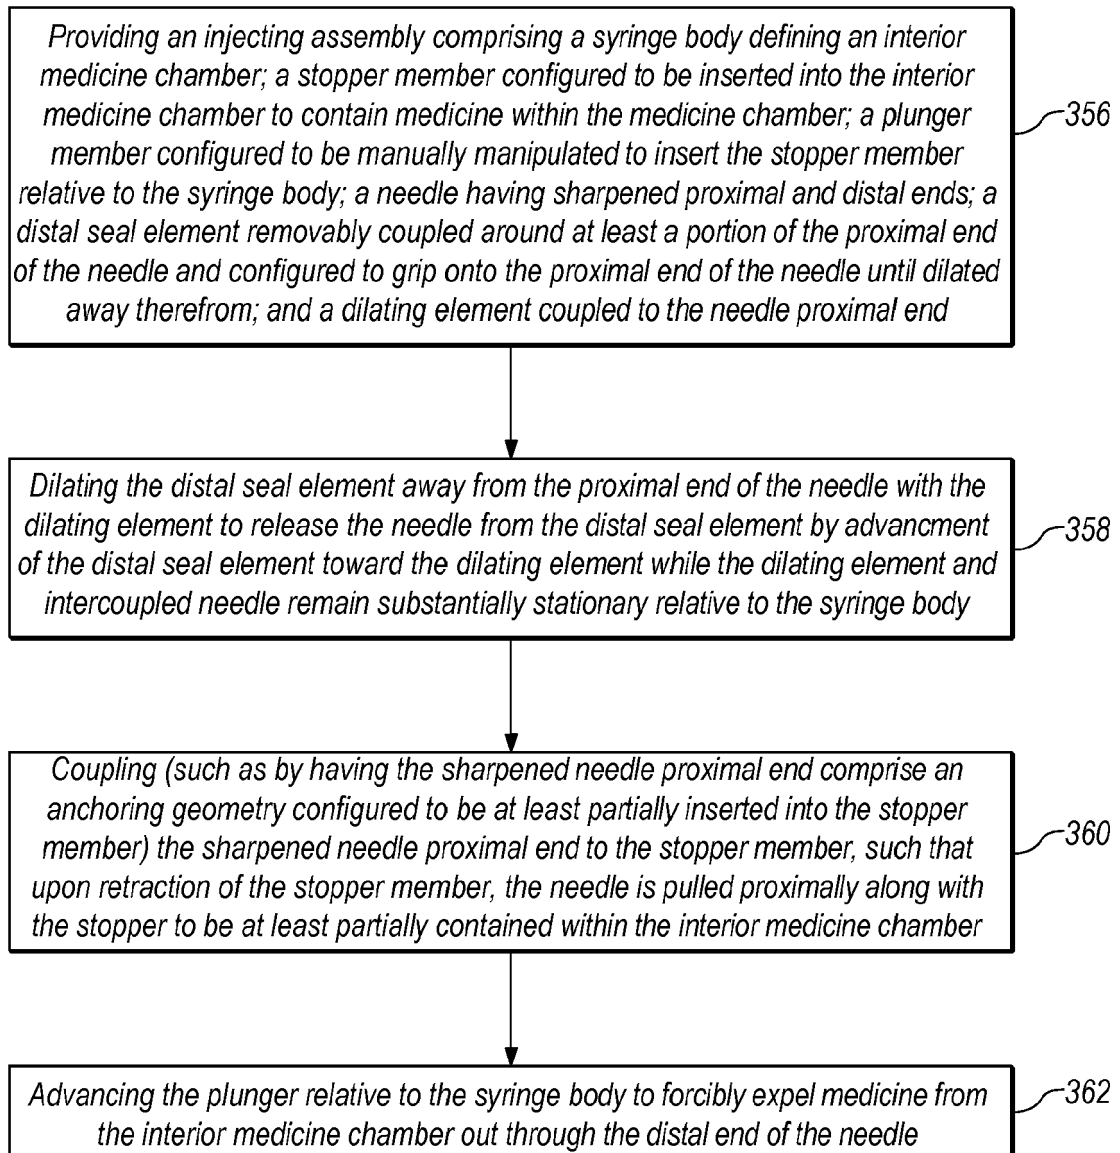 Providing an injecting assembly comprising a syringe body defining an interior
medicine chamber; a stopper member configured to be inserted into the interior
medicine chamber to contain medicine within the medicine chamber; a plunger
member configured to be manually manipulated to insert the stopper member
relative to the syringe body; a needle having sharpened proximal and distal ends; a
distal seal element removably coupled around at least a portion of the proximal end
of the needle and configured to grip onto the proximal end of the needle until dilated
away therefrom; and a dilating element coupled to the needle proximal end
356
Dilating the distal seal element away from the proximal end of the needle with the
dilating element to release the needle from the distal seal element by advancment
of the distal seal element toward the dilating element while the dilating element and
intercoupled needle remain substantially stationary relative to the syringe body
358
Coupling (such as by having the sharpened needle proximal end comprise an
anchoring geometry configured to be at least partially inserted into the stopper
member) the sharpened needle proximal end to the stopper member, such that
upon retraction of the stopper member, the needle is pulled proximally along with
the stopper to be at least partially contained within the interior medicine chamber
360
Advancing the plunger relative to the syringe body to forcibly expel medicine from
the interior medicine chamber out through the distal end of the needle
362